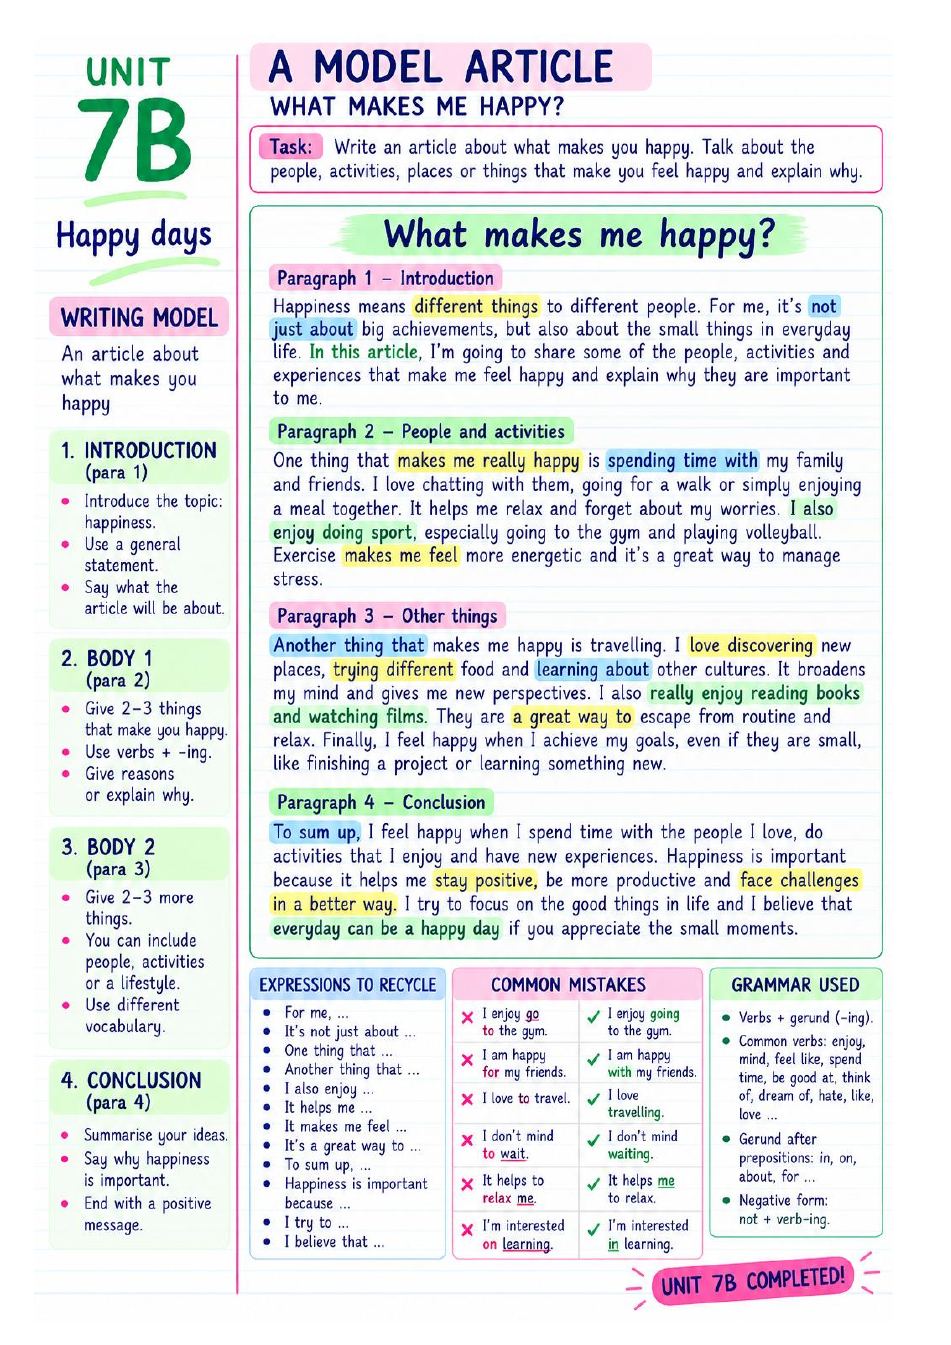 UNIT
7B
Happy days
WRITING MODEL
An article about
what makes you
happy
1. INTRODUCTION
(para 1)
• Introduce the topic:
happiness.
• Use a general
statement.
• Say what the
article will be about.
2. BODY 1
(para 2)
• Give 2–3 things
that make you happy.
• Use verbs + -ing.
• Give reasons
or explain why.
3. BODY 2
(para 3)
• Give 2–3 more
things.
• You can include
people, activities
or a lifestyle.
• Use different
vocabulary.
4. CONCLUSION
(para 4)
• Summarise your ideas.
• Say why happiness
is important.
• End with a positive
message.
A MODEL ARTICLE
WHAT MAKES ME HAPPY?
Task: Write an article about what makes you happy. Talk about the
people, activities, places or things that make you feel happy and explain why.
What makes me happy?
Paragraph 1 – Introduction
Happiness means different things to different people. For me, it's not
just about big achievements, but also about the small things in everyday
life. In this article, I'm going to share some of the people, activities and
experiences that make me feel happy and explain why they are important
to me.
Paragraph 2 – People and activities
One thing that makes me really happy is spending time with my family
and friends. I love chatting with them, going for a walk or simply enjoying
a meal together. It helps me relax and forget about my worries. I also
enjoy doing sport, especially going to the gym and playing volleyball.
Exercise makes me feel more energetic and it's a great way to manage
stress.
Paragraph 3 – Other things
Another thing that makes me happy is travelling. I love discovering new
places, trying different food and learning about other cultures. It broadens
my mind and gives me new perspectives. I also really enjoy reading books
and watching films. They are a great way to escape from routine and
relax. Finally, I feel happy when I achieve my goals, even if they are small,
like finishing a project or learning something new.
Paragraph 4 – Conclusion
To sum up, I feel happy when I spend time with the people I love, do
activities that I enjoy and have new experiences. Happiness is important
because it helps me stay positive, be more productive and face challenges
in a better way. I try to focus on the good things in life and I believe that
everyday can be a happy day if you appreciate the small moments.
EXPRESSIONS TO RECYCLE
• For me, ...
• It's not just about ...
• One thing that ...
• Another thing that ...
• I also enjoy ...
• It helps me ...
• It makes me feel ...
• It's a great way to ...
• To sum up, ...
• Happiness is important
because ...
• I try to ...
• I believe that ...
COMMON MISTAKES
✗ I enjoy go
to the gym.
✓ I enjoy going
to the gym.
✗ I am happy
for my friends.
✓ I am happy
with my friends.
✗ I love to travel.
✓ I love
travelling.
✗ I don't mind
to wait.
✓ I don't mind
waiting.
✗ It helps to
relax me.
✓ It helps me
to relax.
✗ I'm interested
on learning.
✓ I'm interested
in learning.
GRAMMAR USED
• Verbs + gerund (-ing).
• Common verbs: enjoy,
mind, feel like, spend
time, be good at, think
of, dream of, hate, like,
love ...
• Gerund after
prepositions: in, on,
about, for ...
• Negative form:
not + verb-ing.
UNIT 7B COMPLETED!